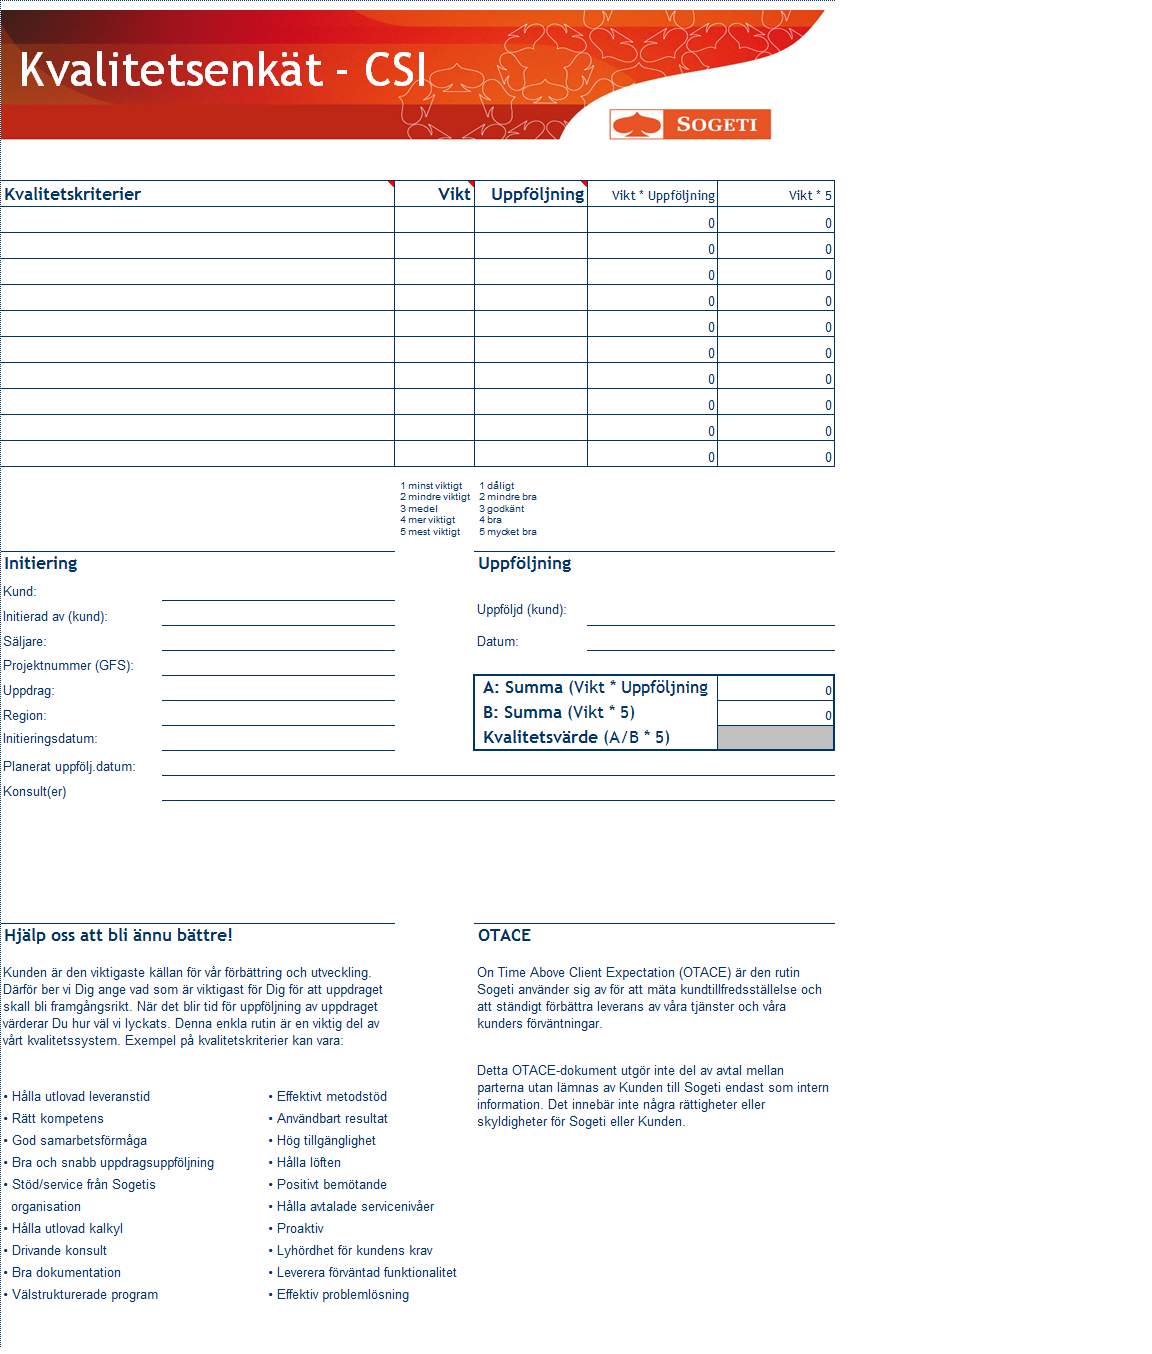 Kvalitetsenkät - CSI
SOGETI
Kvalitetskriterier Vikt Uppföljning Vikt * Uppföljning Vikt * 5
0 0
0 0
0 0
0 0
0 0
0 0
0 0
0 0
0 0
0 0
1 minst viktigt 1 dåligt
2 mindre viktigt 2 mindre bra
3 medel 3 godkänt
4 mer viktigt 4 bra
5 mest viktigt 5 mycket bra
Initiering
Kund:
Initierad av (kund):
Säljare:
Projektnummer (GFS):
Uppdrag:
Region:
Initieringsdatum:
Planerat uppfölj.datum:
Konsult(er)
Uppföljning
Uppföljd (kund):
Datum:
A: Summa (Vikt * Uppföljning 0
B: Summa (Vikt * 5) 0
Kvalitetsvärde (A/B * 5)
Hjälp oss att bli ännu bättre!
Kunden är den viktigaste källan för vår förbättring och utveckling.
Därför ber vi Dig ange vad som är viktigast för Dig för att uppdraget
skall bli framgångsrikt. När det blir tid för uppföljning av uppdraget
värderar Du hur väl vi lyckats. Denna enkla rutin är en viktig del av
vårt kvalitetssystem. Exempel på kvalitetskriterier kan vara:
• Hålla utlovad leveranstid
• Rätt kompetens
• God samarbetsförmåga
• Bra och snabb uppdragsuppföljning
• Stöd/service från Sogetis
organisation
• Hålla utlovad kalkyl
• Drivande konsult
• Bra dokumentation
• Välstrukturerade program
• Effektivt metodstöd
• Användbart resultat
• Hög tillgänglighet
• Hålla löften
• Positivt bemötande
• Hålla avtalade servicenivåer
• Proaktiv
• Lyhördhet för kundens krav
• Leverera förväntad funktionalitet
• Effektiv problemlösning
OTACE
On Time Above Client Expectation (OTACE) är den rutin
Sogeti använder sig av för att mäta kundtillfredsställelse och
att ständigt förbättra leverans av våra tjänster och våra
kunders förväntningar.
Detta OTACE-dokument utgör inte del av avtal mellan
parterna utan lämnas av Kunden till Sogeti endast som intern
information. Det innebär inte några rättigheter eller
skyldigheter för Sogeti eller Kunden.